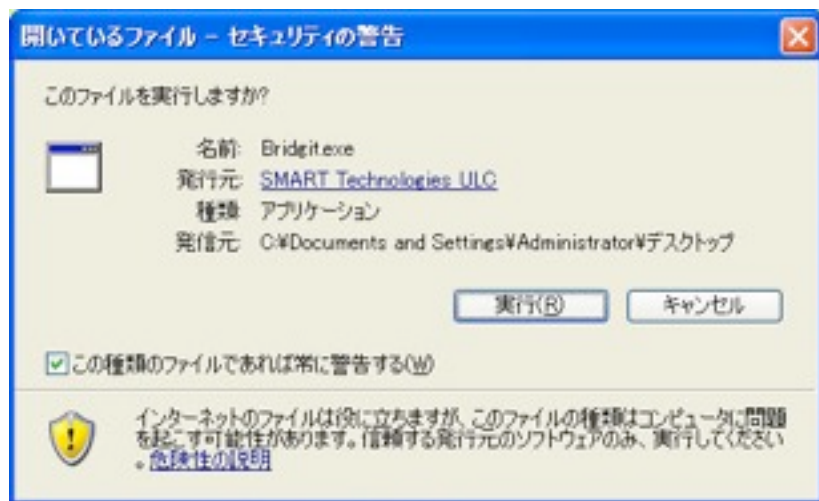 開いているファイル - セキュリティの警告
このファイルを実行しますか?
名前: Bridgit.exe
発行元: SMART Technologies ULC
種類: アプリケーション
発信元: C:¥Documents and Settings¥Administrator¥デスクトップ
実行(R)
キャンセル
この種類のファイルであれば常に警告する(W)
インターネットのファイルは役に立ちますが、このファイルの種類はコンピュータに問題
を起こす可能性があります。信頼する発行元のソフトウェアのみ、実行してください
。危険性の説明